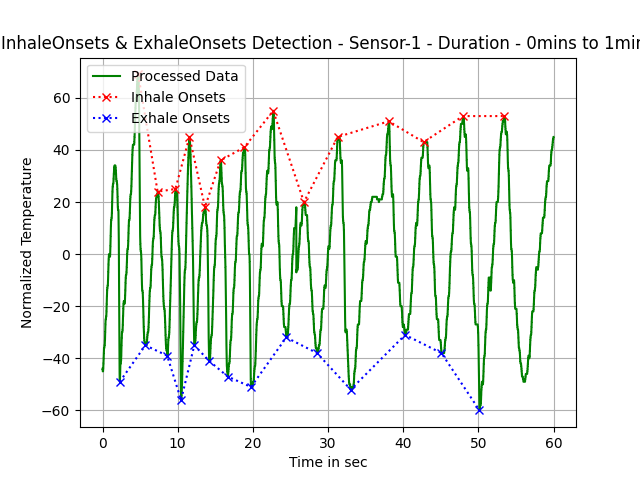 InhaleOnsets & ExhaleOnsets Detection - Sensor-1 - Duration - 0mins to 1min
Processed Data
Inhale Onsets
Exhale Onsets
Normalized Temperature
60
40
20
0
−20
−40
−60
0 10 20 30 40 50 60
Time in sec